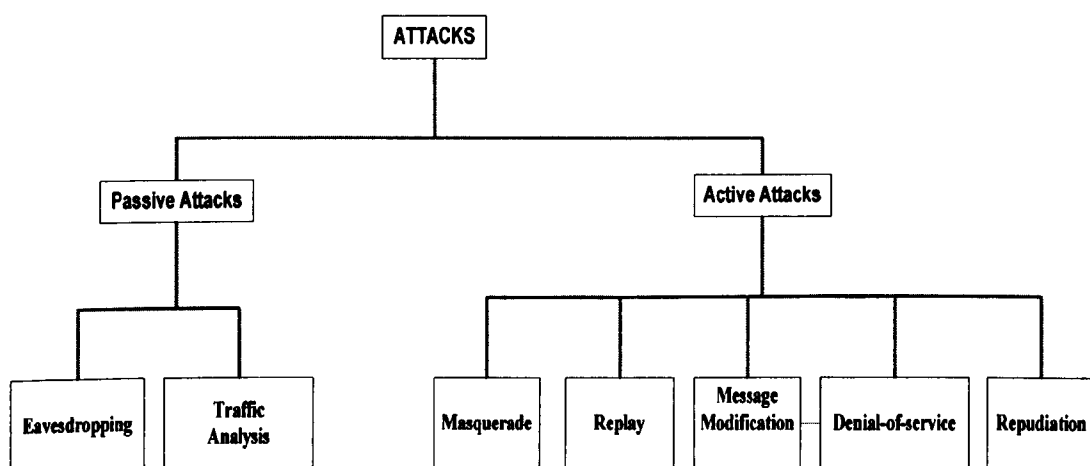 ATTACKS
Passive Attacks
Active Attacks
Eavesdropping
Traffic
Analysis
Masquerade
Replay
Message
Modification
Denial-of-service
Repudiation